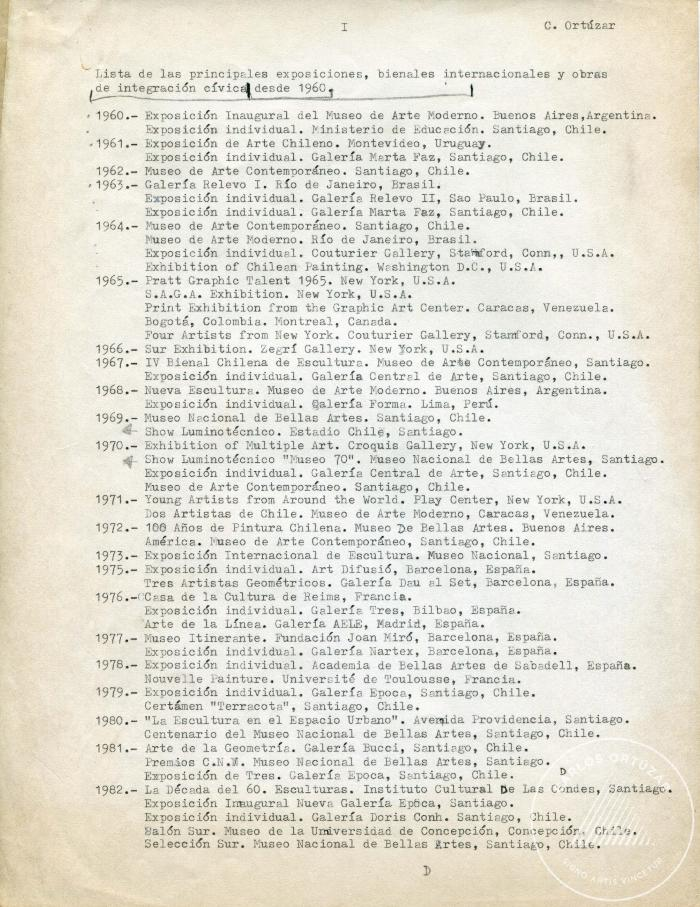 I
C. Ortúzar
Lista de las principales exposiciones, bienales internacionales y obras
de integración cívica desde 1960.
1960.- Exposición Inaugural del Museo de Arte Moderno. Buenos Aires,Argentina.
Exposición individual. Ministerio de Educación. Santiago, Chile.
1961.- Exposición de Arte Chileno. Montevideo, Uruguay.
Exposición individual. Galería Marta Faz, Santiago, Chile.
1962.- Museo de Arte Contemporáneo. Santiago, Chile.
1963.- Galería Relevo I. Río de Janeiro, Brasil.
Exposición individual. Galería Relevo II, Sao Paulo, Brasil.
Exposición individual. Galería Marta Faz, Santiago, Chile.
1964.- Museo de Arte Contemporáneo. Santiago, Chile.
Museo de Arte Moderno. Río de Janeiro, Brasil.
Exposición individual. Couturier Gallery, Stamford, Conn,, U.S.A.
Exhibition of Chilean Painting. Washington D.C., U.S.A.
1965.- Pratt Graphic Talent 1965. New York, U.S.A.
S.A.G.A. Exhibition. New York, U.S.A.
Print Exhibition from the Graphic Art Center. Caracas, Venezuela.
Bogotá, Colombia. Montreal, Canada.
Four Artists from New York. Couturier Gallery, Stamford, Conn., U.S.A.
1966.- Sur Exhibition. Zegrí Gallery. New York, U.S.A.
1967.- IV Bienal Chilena de Escultura. Museo de Arte Contemporáneo, Santiago.
Exposición individual. Galería Central de Arte, Santiago, Chile.
1968.- Nueva Escultura. Museo de Arte Moderno. Buenos Aires, Argentina.
Exposición individual. Galería Forma. Lima, Perú.
1969.- Museo Nacional de Bellas Artes. Santiago, Chile.
Show Luminotécnico. Estadio Chile, Santiago.
1970.- Exhibition of Multiple Art. Croquis Gallery, New York, U.S.A.
Show Luminotécnico "Museo 70". Museo Nacional de Bellas Artes, Santiago.
Exposición individual. Galería Central de Arte, Santiago, Chile.
Museo de Arte Contemporáneo. Santiago, Chile.
1971.- Young Artists from Around the World. Play Center, New York, U.S.A.
Dos Artistas de Chile. Museo de Arte Moderno, Caracas, Venezuela.
1972.- 100 Años de Pintura Chilena. Museo De Bellas Artes. Buenos Aires.
América. Museo de Arte Contemporáneo, Santiago, Chile.
1973.- Exposición Internacional de Escultura. Museo Nacional, Santiago.
1975.- Exposición individual. Art Difusió, Barcelona, España.
Tres Artistas Geométricos. Galería Dau al Set, Barcelona, España.
1976.- Casa de la Cultura de Reims, Francia.
Exposición individual. Galería Tres, Bilbao, España.
Arte de la Línea. Galería AELE, Madrid, España.
1977.- Museo Itinerante. Fundación Joan Miró, Barcelona, España.
Exposición individual. Galería Nartex, Barcelona, España.
1978.- Exposición individual. Academia de Bellas Artes de Sabadell, España.
Nouvelle Painture. Université de Toulousse, Francia.
1979.- Exposición individual. Galería Epoca, Santiago, Chile.
Certámen "Terracota", Santiago, Chile.
1980.- "La Escultura en el Espacio Urbano". Avenida Providencia, Santiago.
Centenario del Museo Nacional de Bellas Artes, Santiago, Chile.
1981.- Arte de la Geometría. Galería Bucci, Santiago, Chile.
Premios C.N.V. Museo Nacional de Bellas Artes, Santiago.
Exposición de Tres. Galería Epoca, Santiago, Chile.
D
1982.- La Década del 60. Esculturas. Instituto Cultural De Las Condes, Santiago.
Exposición Inaugural Nueva Galería Epoca, Santiago.
Exposición individual. Galería Doris Conh. Santiago, Chile.
Salón Sur. Museo de la Universidad de Concepción, Concepción, Chile.
Selección Sur. Museo Nacional de Bellas Artes, Santiago, Chile.
D
CARLOS ORTÚZAR
SIGNO ARTIS VINCETUR